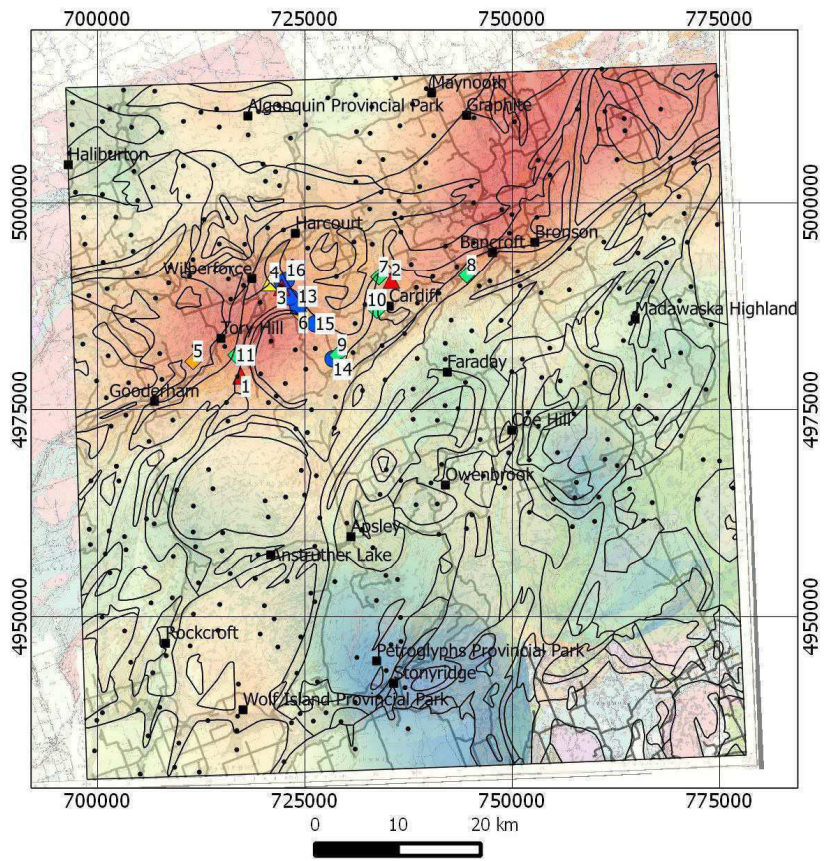 700000 725000 750000 775000
Maynooth
Algonquin Provincial Park Graphite
Haliburton
5000000 5000000
Harcourt
Bronson
Bancroft
Wilberforce 4 16 7 2 8
3 13 10 Cardiff
Madawaska Highland
Tory Hill 6 15
5 11 9
14
Faraday
1
Gooderham
4975000 4975000
Coe Hill
Owenbrook
Apsley
Anstruther Lake
4950000 4950000
Rockcroft
Petroglyphs Provincial Park
Stonyridge
Wolf Island Provincial Park
700000 725000 750000 775000
0 10 20 km